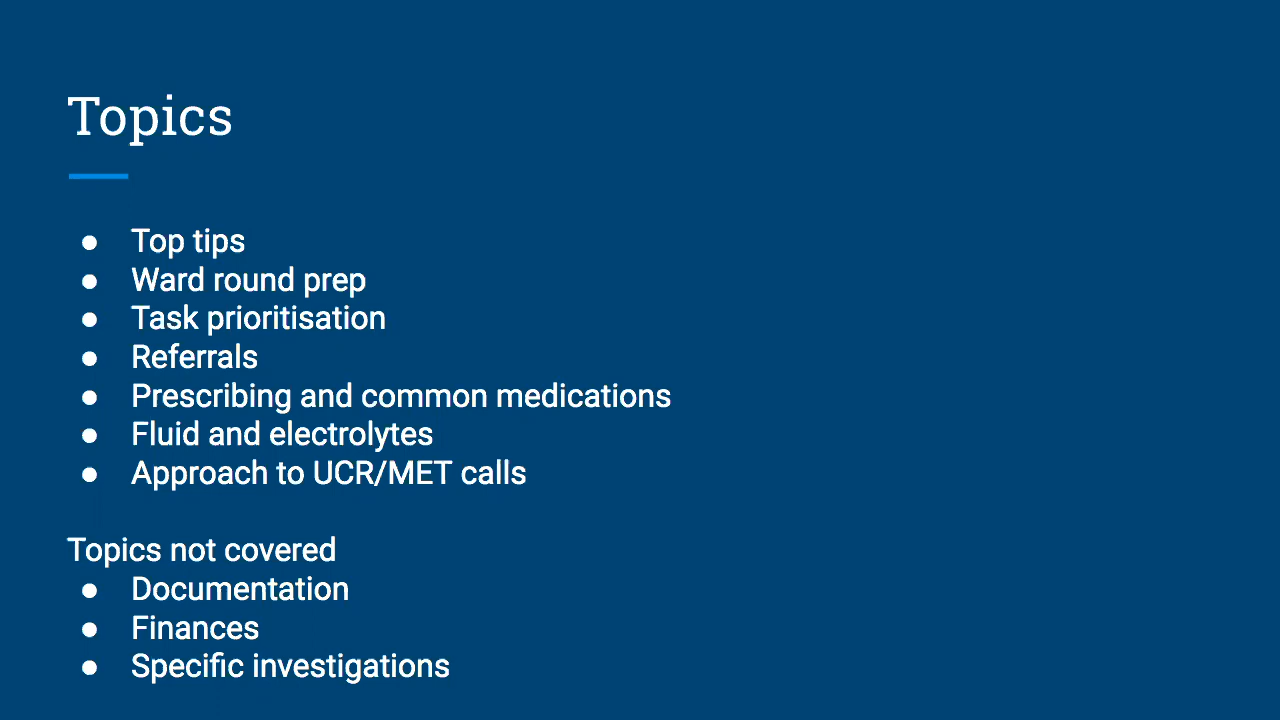 Topics
● Top tips
● Ward round prep
● Task prioritisation
● Referrals
● Prescribing and common medications
● Fluid and electrolytes
● Approach to UCR/MET calls
Topics not covered
● Documentation
● Finances
● Specific investigations